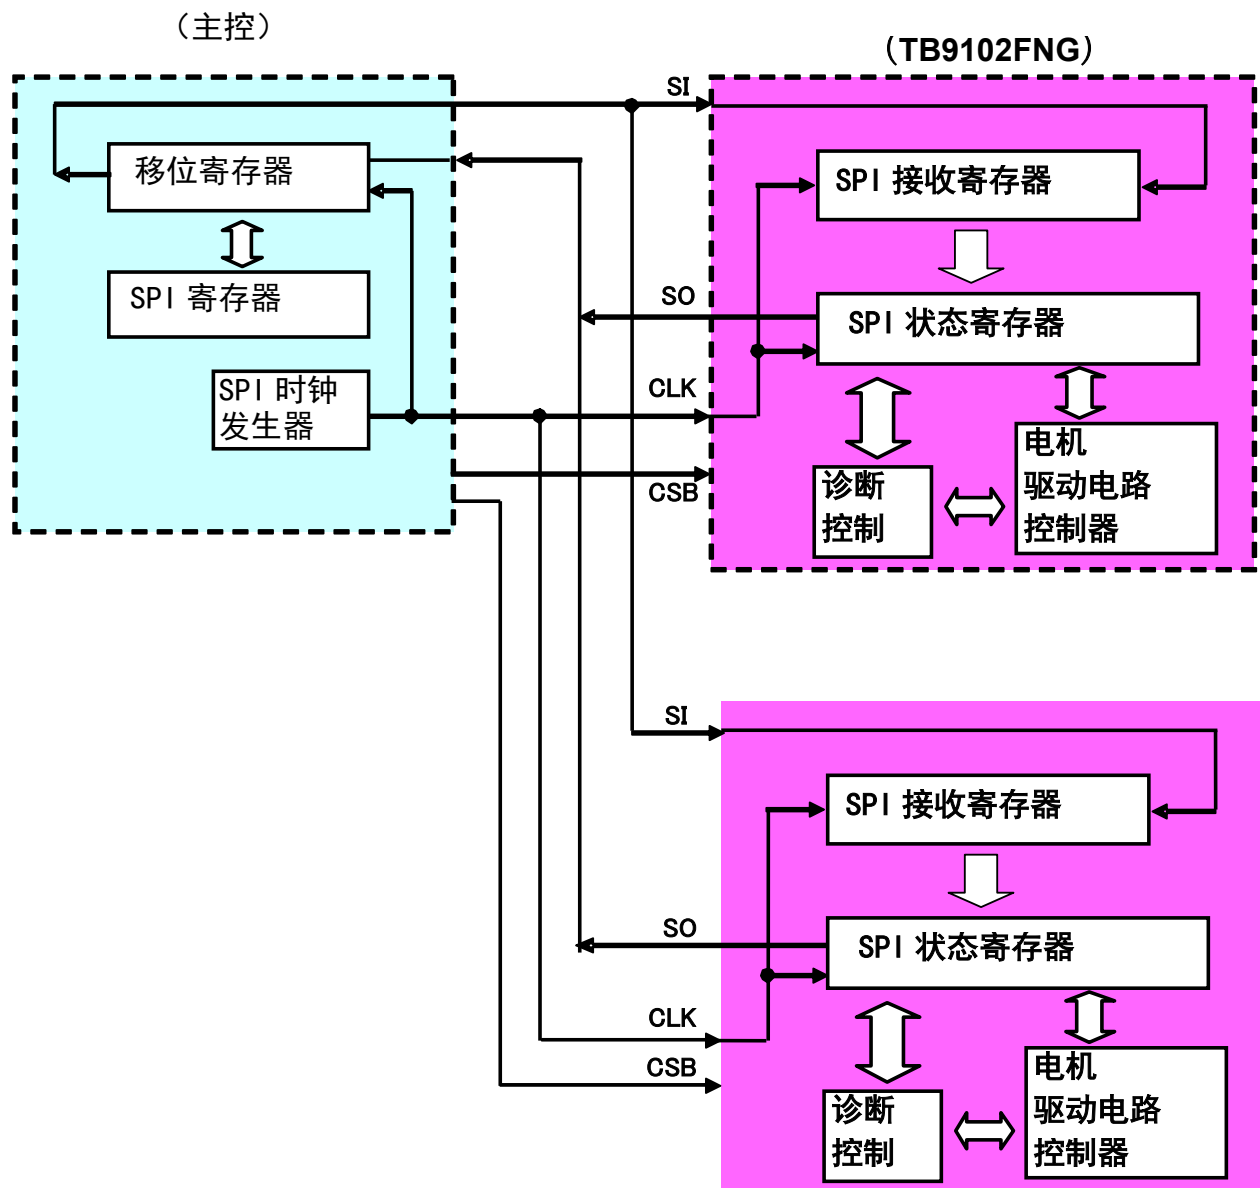 （主控）
（TB9102FNG）
SI
移位寄存器
SPI 接收寄存器
SPI 寄存器
SO
SPI 状态寄存器
SPI 时钟
发生器
CLK
CSB
诊断
控制
电机
驱动电路
控制器
SI
SPI 接收寄存器
SO
SPI 状态寄存器
CLK
CSB
诊断
控制
电机
驱动电路
控制器